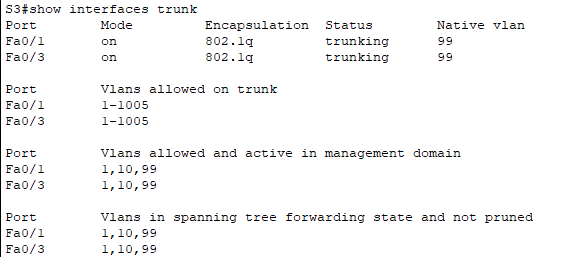 S3#show interfaces trunk
Port        Mode         Encapsulation  Status        Native vlan
Fa0/1       on           802.1q         trunking      99
Fa0/3       on           802.1q         trunking      99
Port        Vlans allowed on trunk
Fa0/1       1-1005
Fa0/3       1-1005
Port        Vlans allowed and active in management domain
Fa0/1       1,10,99
Fa0/3       1,10,99
Port        Vlans in spanning tree forwarding state and not pruned
Fa0/1       1,10,99
Fa0/3       1,10,99